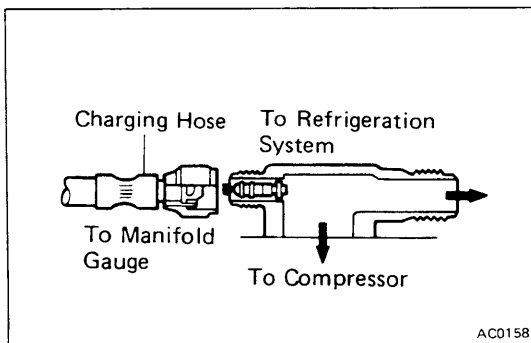 Charging Hose
To Refrigeration
System
To Manifold
Gauge
To Compressor
AC0158